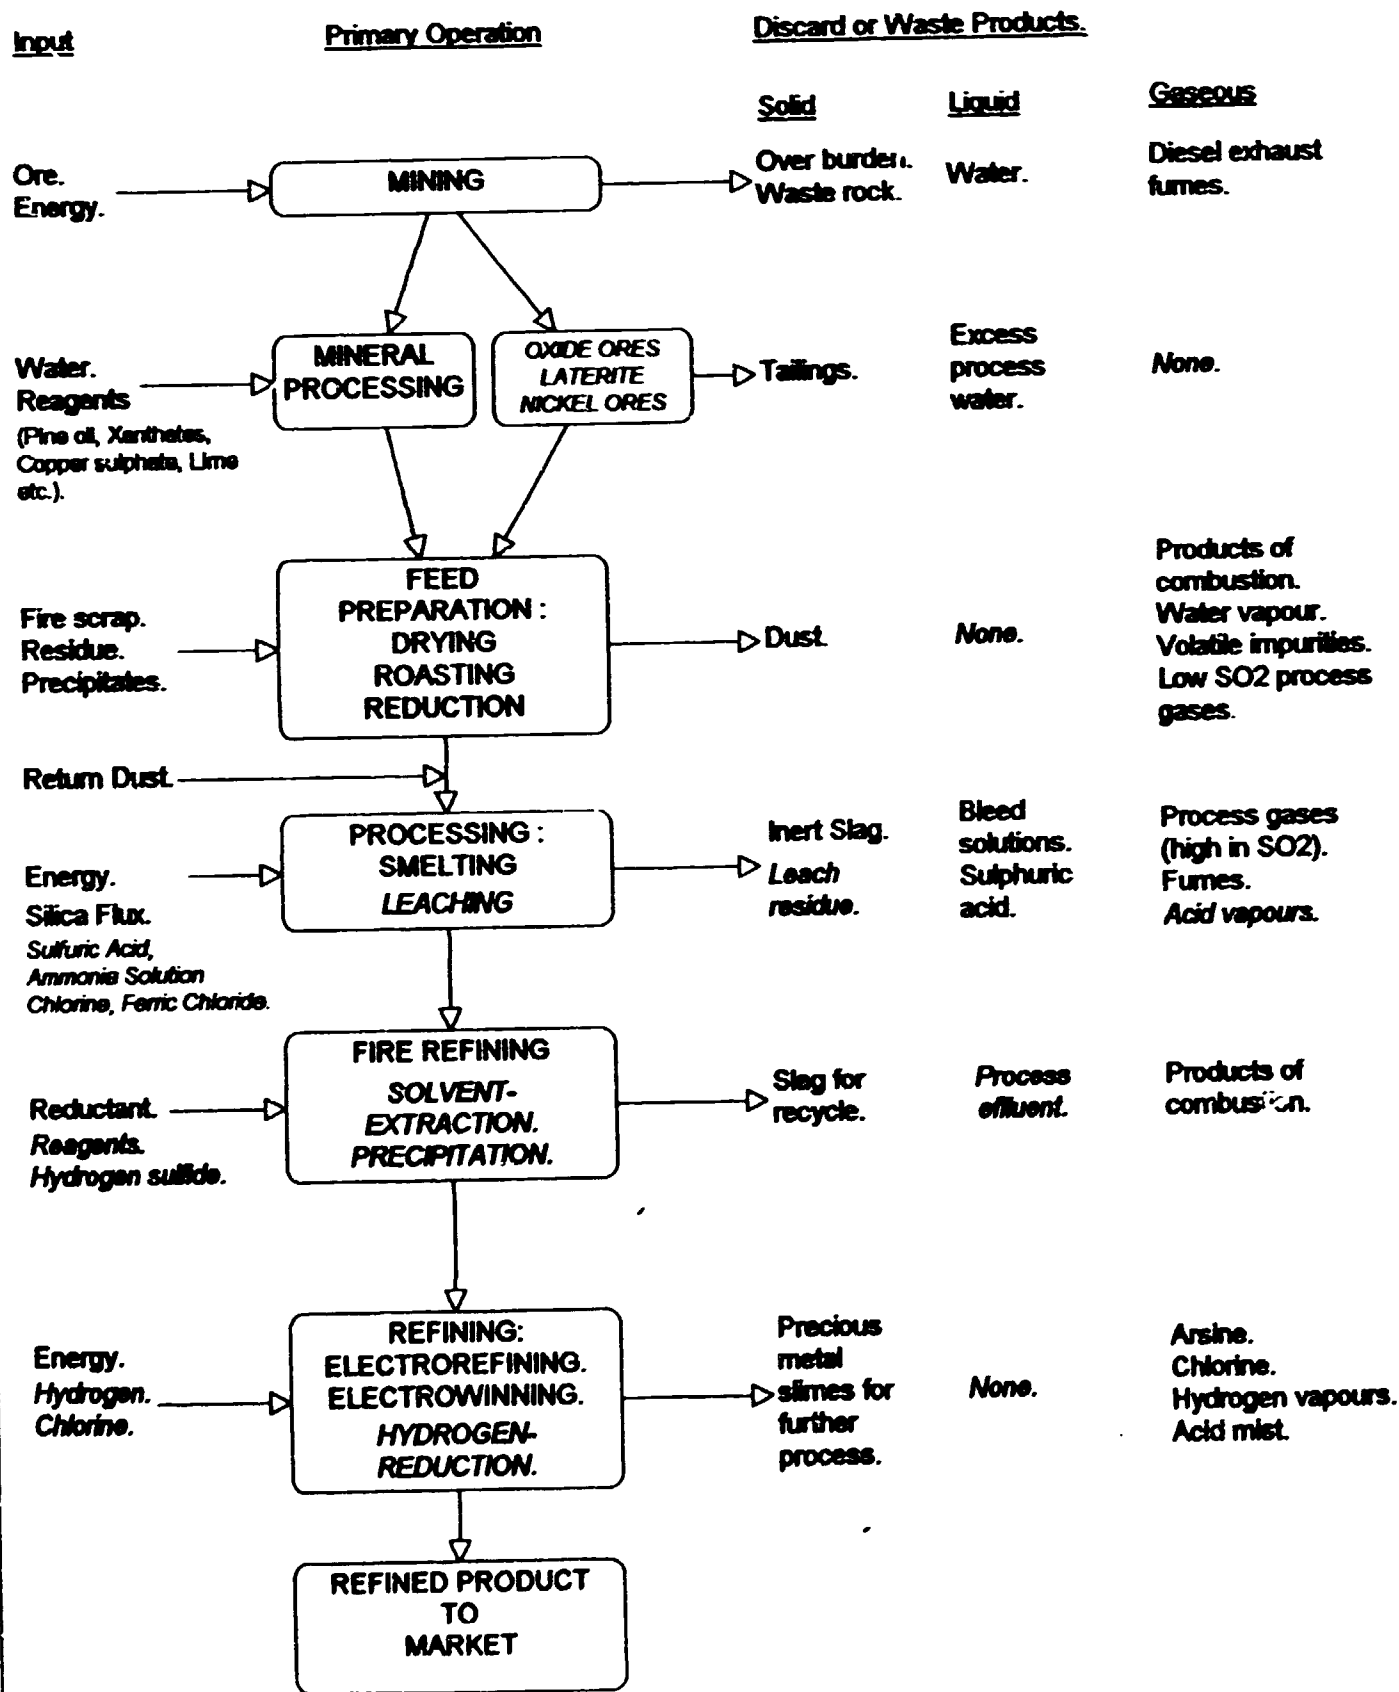 Input
Primary Operation
Discard or Waste Products.
Solid
Liquid
Gaseous
Ore.
Energy.
MINING
Over burden.
Waste rock.
Water.
Diesel exhaust
fumes.
Water.
Reagents
(Pine oil, Xanthates,
Copper sulphate, Lime
etc.).
MINERAL
PROCESSING
OXIDE ORES
LATERITE
NICKEL ORES
Tailings.
Excess
process
water.
None.
Fire scrap.
Residue.
Precipitates.
FEED
PREPARATION :
DRYING
ROASTING
REDUCTION
Dust.
None.
Products of
combustion.
Water vapour.
Volatile impurities.
Low SO2 process
gases.
Return Dust.
Energy.
Silica Flux.
Sulfuric Acid,
Ammonia Solution
Chlorine, Ferric Chloride.
PROCESSING :
SMELTING
LEACHING
Inert Slag.
Leach
residue.
Bleed
solutions.
Sulphuric
acid.
Process gases
(high in SO2).
Fumes.
Acid vapours.
Reductant.
Reagents.
Hydrogen sulfide.
FIRE REFINING
SOLVENT-
EXTRACTION.
PRECIPITATION.
Slag for
recycle.
Process
effluent.
Products of
combustion.
Energy.
Hydrogen.
Chlorine.
REFINING:
ELECTROREFINING.
ELECTROWINNING.
HYDROGEN-
REDUCTION.
Precious
metal
slimes for
further
process.
None.
Arsine.
Chlorine.
Hydrogen vapours.
Acid mist.
REFINED PRODUCT
TO
MARKET